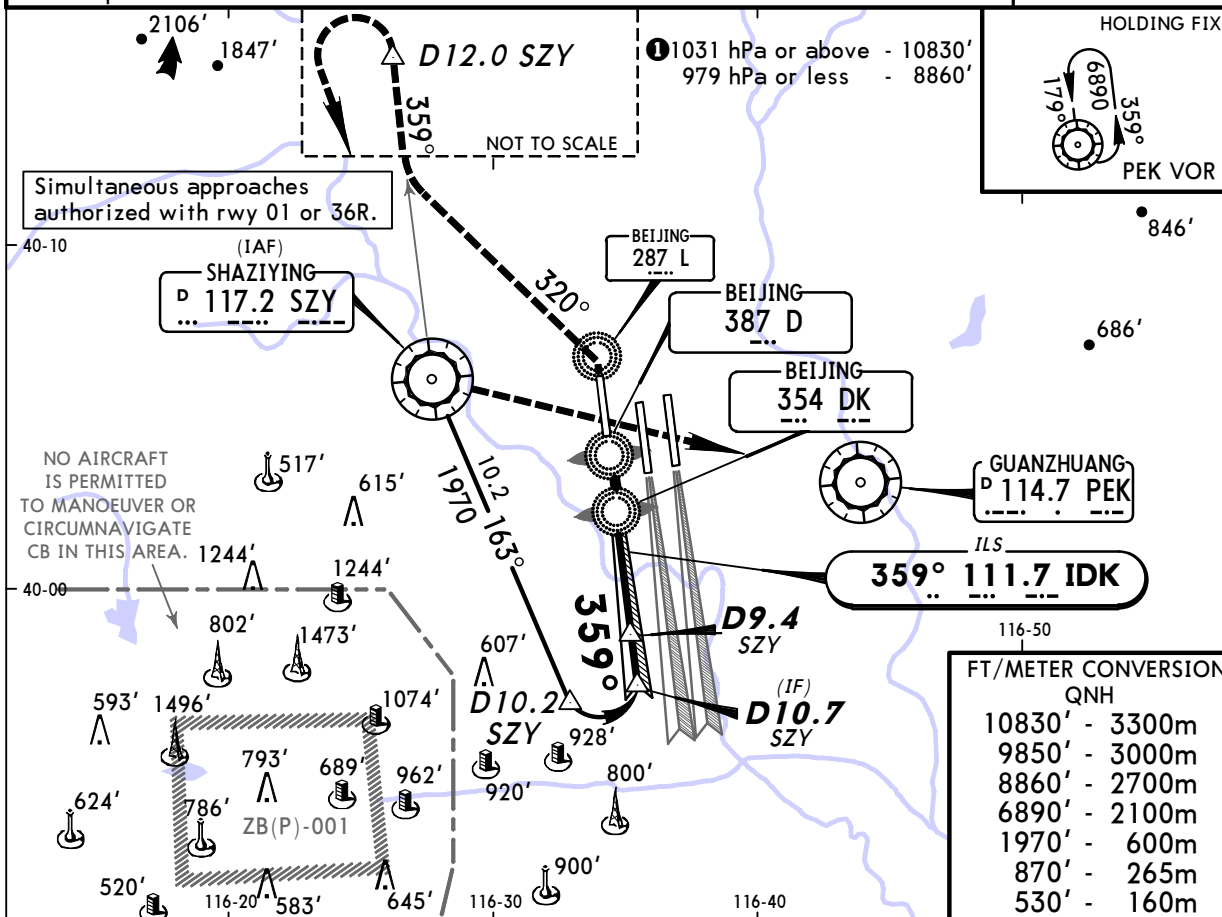 2106'
1847'
D12.0 SZY
❶1031 hPa or above - 10830'
979 hPa or less - 8860'
HOLDING FIX
179°
6890
359°
PEK VOR
359°
NOT TO SCALE
Simultaneous approaches
authorized with rwy 01 or 36R.
846'
40-10
(IAF)
SHAZIYING
D 117.2 SZY
BEIJING
287 L
320°
BEIJING
387 D
686'
BEIJING
354 DK
NO AIRCRAFT
IS PERMITTED
TO MANOEUVER OR
CIRCUMNAVIGATE
CB IN THIS AREA.
517'
615'
10.2
1970
163°
GUANZHUANG
D 114.7 PEK
ILS
359° 111.7 IDK
1244'
1244'
40-00
359°
D9.4
SZY
116-50
802'
1473'
607'
593'
1496'
1074'
D10.2
SZY
(IF)
D10.7
SZY
928'
793'
689'
962'
920'
800'
624'
786'
ZB(P)-001
900'
520'
116-20
583'
645'
116-30
116-40
FT/METER CONVERSION
QNH
10830' - 3300m
9850' - 3000m
8860' - 2700m
6890' - 2100m
1970' - 600m
870' - 265m
530' - 160m